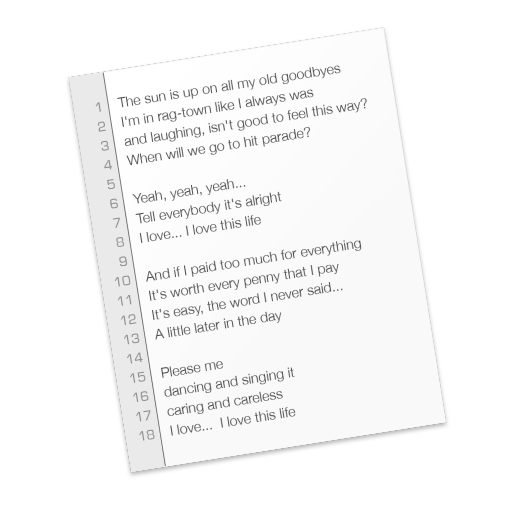 The sun is up on all my old goodbyes
1 I'm in rag-town like I always was
2 and laughing, isn't good to feel this way?
3 When will we go to hit parade?
4
5 Yeah, yeah, yeah...
6 Tell everybody it's alright
7 I love... I love this life
8
9 And if I paid too much for everything
10 It's worth every penny that I pay
11 It's easy, the word I never said...
12 A little later in the day
13
14 Please me
15 dancing and singing it
16 caring and careless
17 I love... I love this life
18